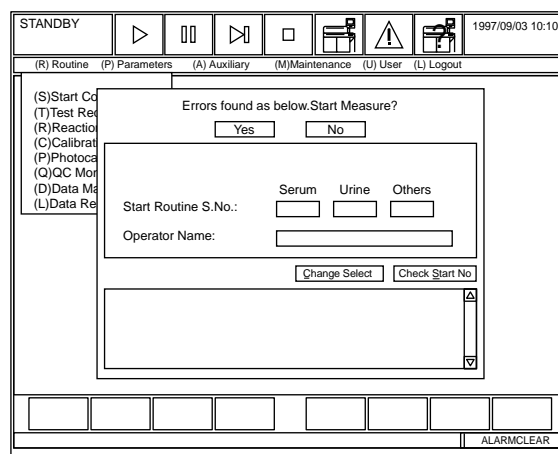 STANDBY
1997/09/03 10:10
(R) Routine (P) Parameters (A) Auxiliary (M)Maintenance (U) User (L) Logout
(S)Start Co
(T)Test Re
(R)Reactio
(C)Calibrat
(P)Photoca
(Q)QC Mor
(D)Data Ma
(L)Data Re
Errors found as below.Start Measure?
Yes No
Serum Urine Others
Start Routine S.No.:
Operator Name:
Change Select Check Start No
ALARMCLEAR